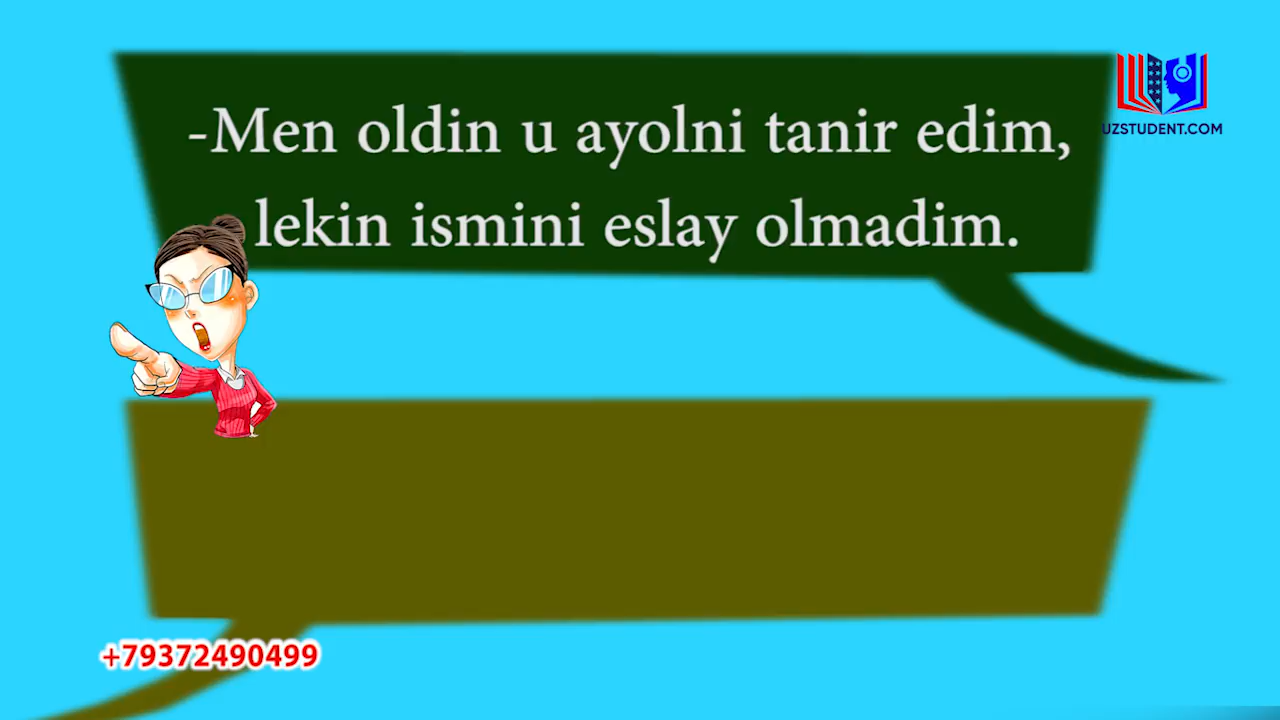 -Men oldin u ayolni tanir edim,
lekin ismini eslay olmadim.
UZSTUDENT.COM
+79372490499